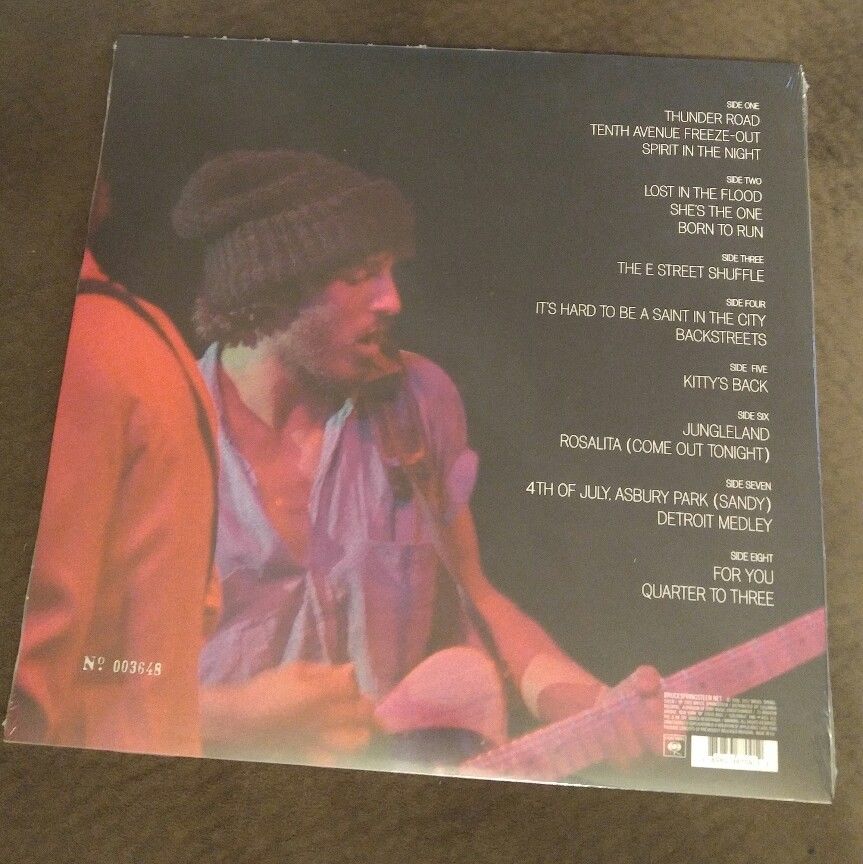 SIDE ONE
THUNDER ROAD
TENTH AVENUE FREEZE-OUT
SPIRIT IN THE NIGHT
SIDE TWO
LOST IN THE FLOOD
SHE'S THE ONE
BORN TO RUN
SIDE THREE
THE E STREET SHUFFLE
SIDE FOUR
IT'S HARD TO BE A SAINT IN THE CITY
BACKSTREETS
SIDE FIVE
KITTY'S BACK
SIDE SIX
JUNGLELAND
ROSALITA (COME OUT TONIGHT)
SIDE SEVEN
4TH OF JULY, ASBURY PARK (SANDY)
DETROIT MEDLEY
SIDE EIGHT
FOR YOU
QUARTER TO THREE
Nº 003648
BRUCESPRINGSTEEN.NET